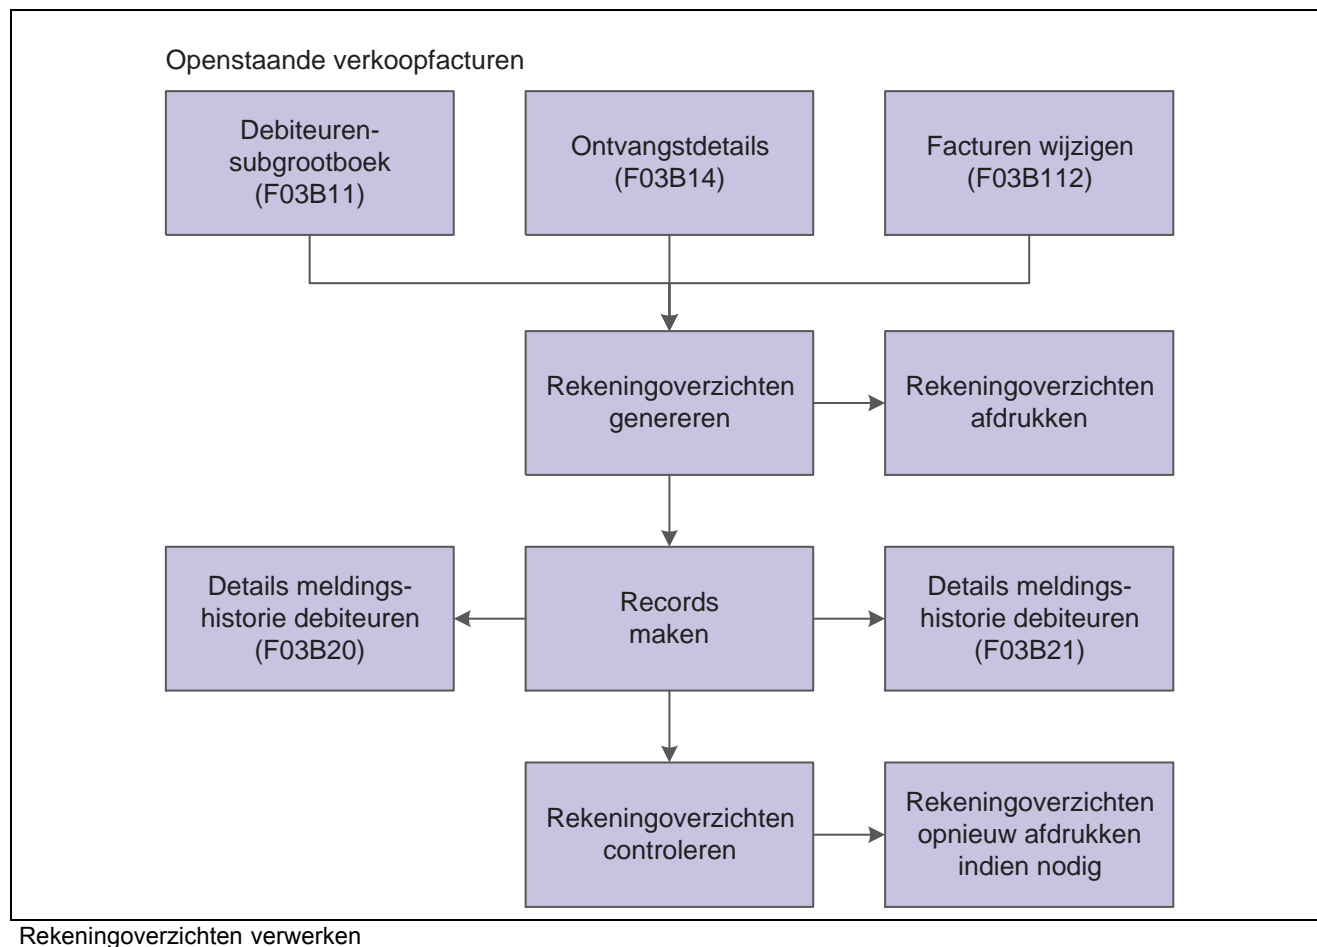 Openstaande verkoopfacturen
Debiteuren-
subgrootboek
(F03B11)
Ontvangstdetails
(F03B14)
Facturen wijzigen
(F03B112)
Rekeningoverzichten
genereren
Rekeningoverzichten
afdrukken
Details meldings-
historie debiteuren
(F03B20)
Records
maken
Details meldings-
historie debiteuren
(F03B21)
Rekeningoverzichten
controleren
Rekeningoverzichten
opnieuw afdrukken
indien nodig
Rekeningoverzichten verwerken